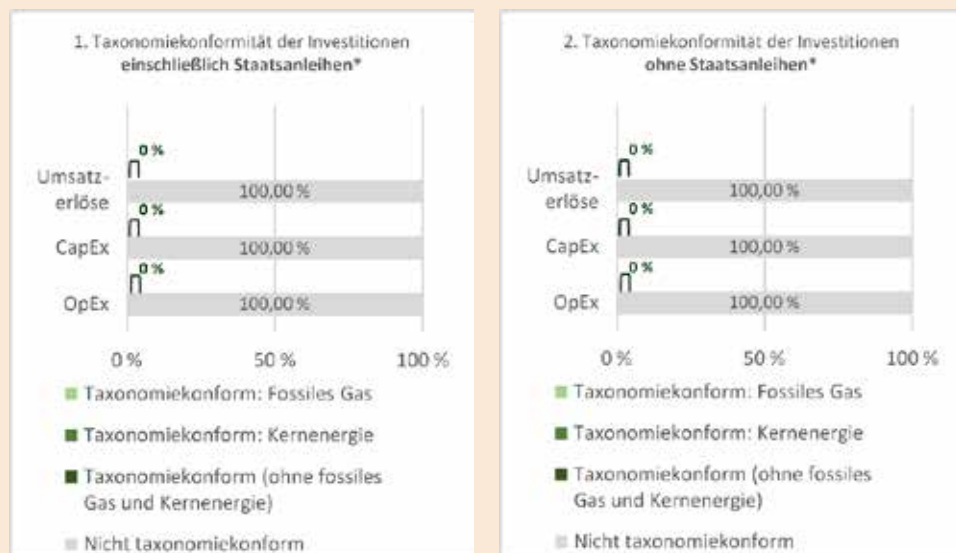 1. Taxonomiekonformität der Investitionen
einschließlich Staatsanleihen*
0 %
Umsatz-
erlöse
100,00 %
0 %
CapEx
100,00 %
0 %
OpEx
100,00 %
0 %
50 %
100 %
Taxonomiekonform: Fossiles Gas
Taxonomiekonform: Kernenergie
Taxonomiekonform (ohne fossiles
Gas und Kernenergie)
Nicht taxonomiekonform
2. Taxonomiekonformität der Investitionen
ohne Staatsanleihen*
0 %
Umsatz-
erlöse
100,00 %
0 %
CapEx
100,00 %
0 %
OpEx
100,00 %
0 %
50 %
100 %
Taxonomiekonform: Fossiles Gas
Taxonomiekonform: Kernenergie
Taxonomiekonform (ohne fossiles
Gas und Kernenergie)
Nicht taxonomiekonform